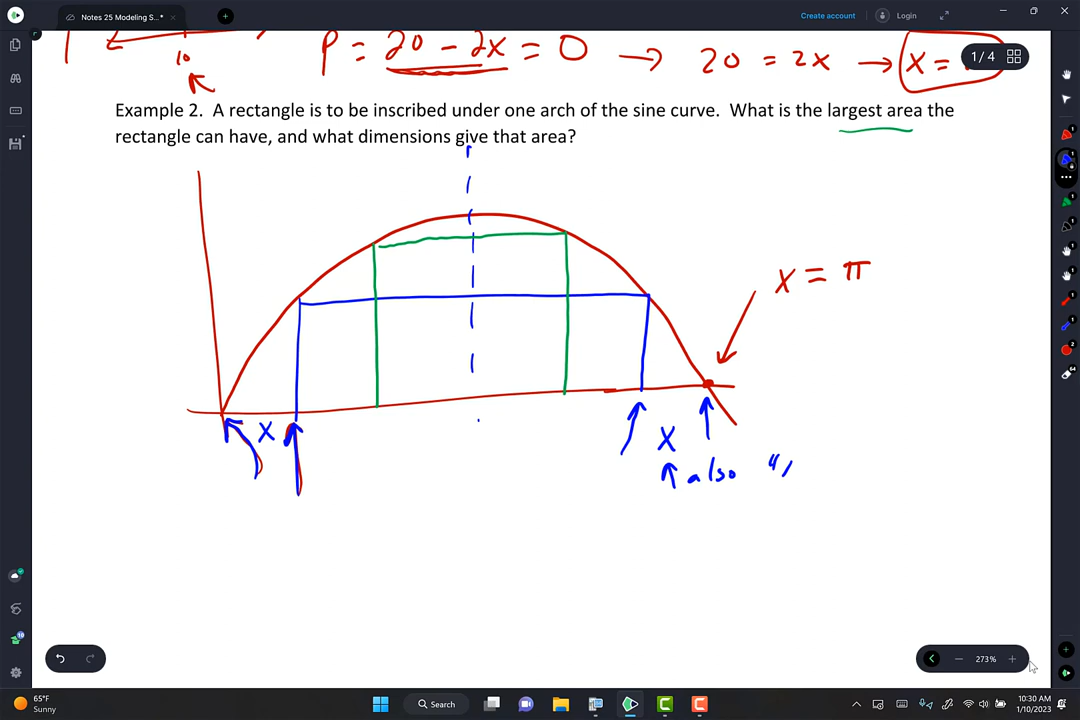 Notes 25 Modeling S...*
Create account
Login
10
P = 20 - 2x = 0 → 20 = 2x → x =
1/4
Example 2. A rectangle is to be inscribed under one arch of the sine curve. What is the largest area the
rectangle can have, and what dimensions give that area?
x = π
x
x
also "
273%
65°F
Sunny
Search
10:30 AM
1/10/2023